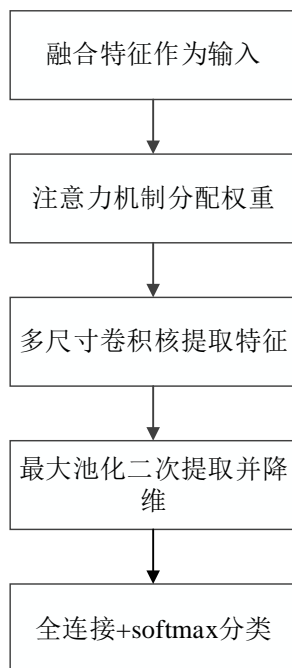 融合特征作为输入
注意力机制分配权重
多尺寸卷积核提取特征
最大池化二次提取并降
维
全连接+softmax分类